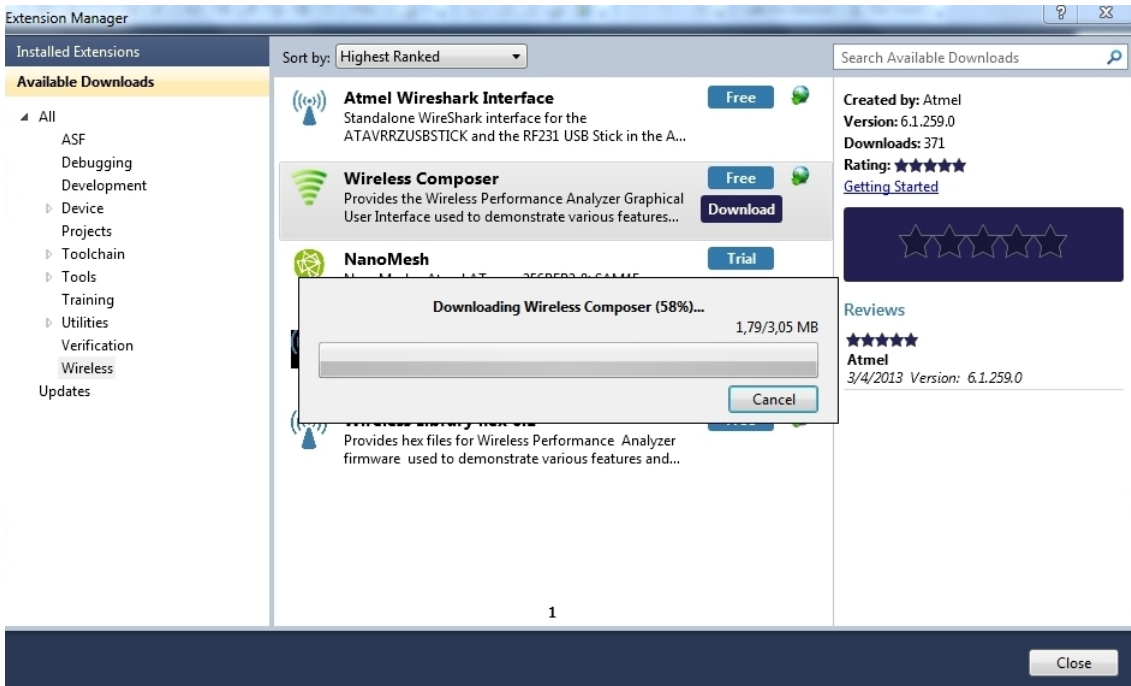 Extension Manager
Installed Extensions
Available Downloads
All
ASF
Debugging
Development
Device
Projects
Toolchain
Tools
Training
Utilities
Verification
Wireless
Updates
Sort by: Highest Ranked
Atmel Wireshark Interface
Free
Standalone WireShark interface for the
ATAVRRZUSBSTICK and the RF231 USB Stick in the A...
Wireless Composer
Free
Provides the Wireless Performance Analyzer Graphical
User Interface used to demonstrate various features...
Download
NanoMesh
Trial
Downloading Wireless Composer (58%)...
1,79/3,05 MB
Cancel
Provides hex files for Wireless Performance Analyzer
firmware used to demonstrate various features and...
1
Search Available Downloads
Created by: Atmel
Version: 6.1.259.0
Downloads: 371
Rating:
Getting Started
Reviews
Atmel
3/4/2013 Version: 6.1.259.0
Close